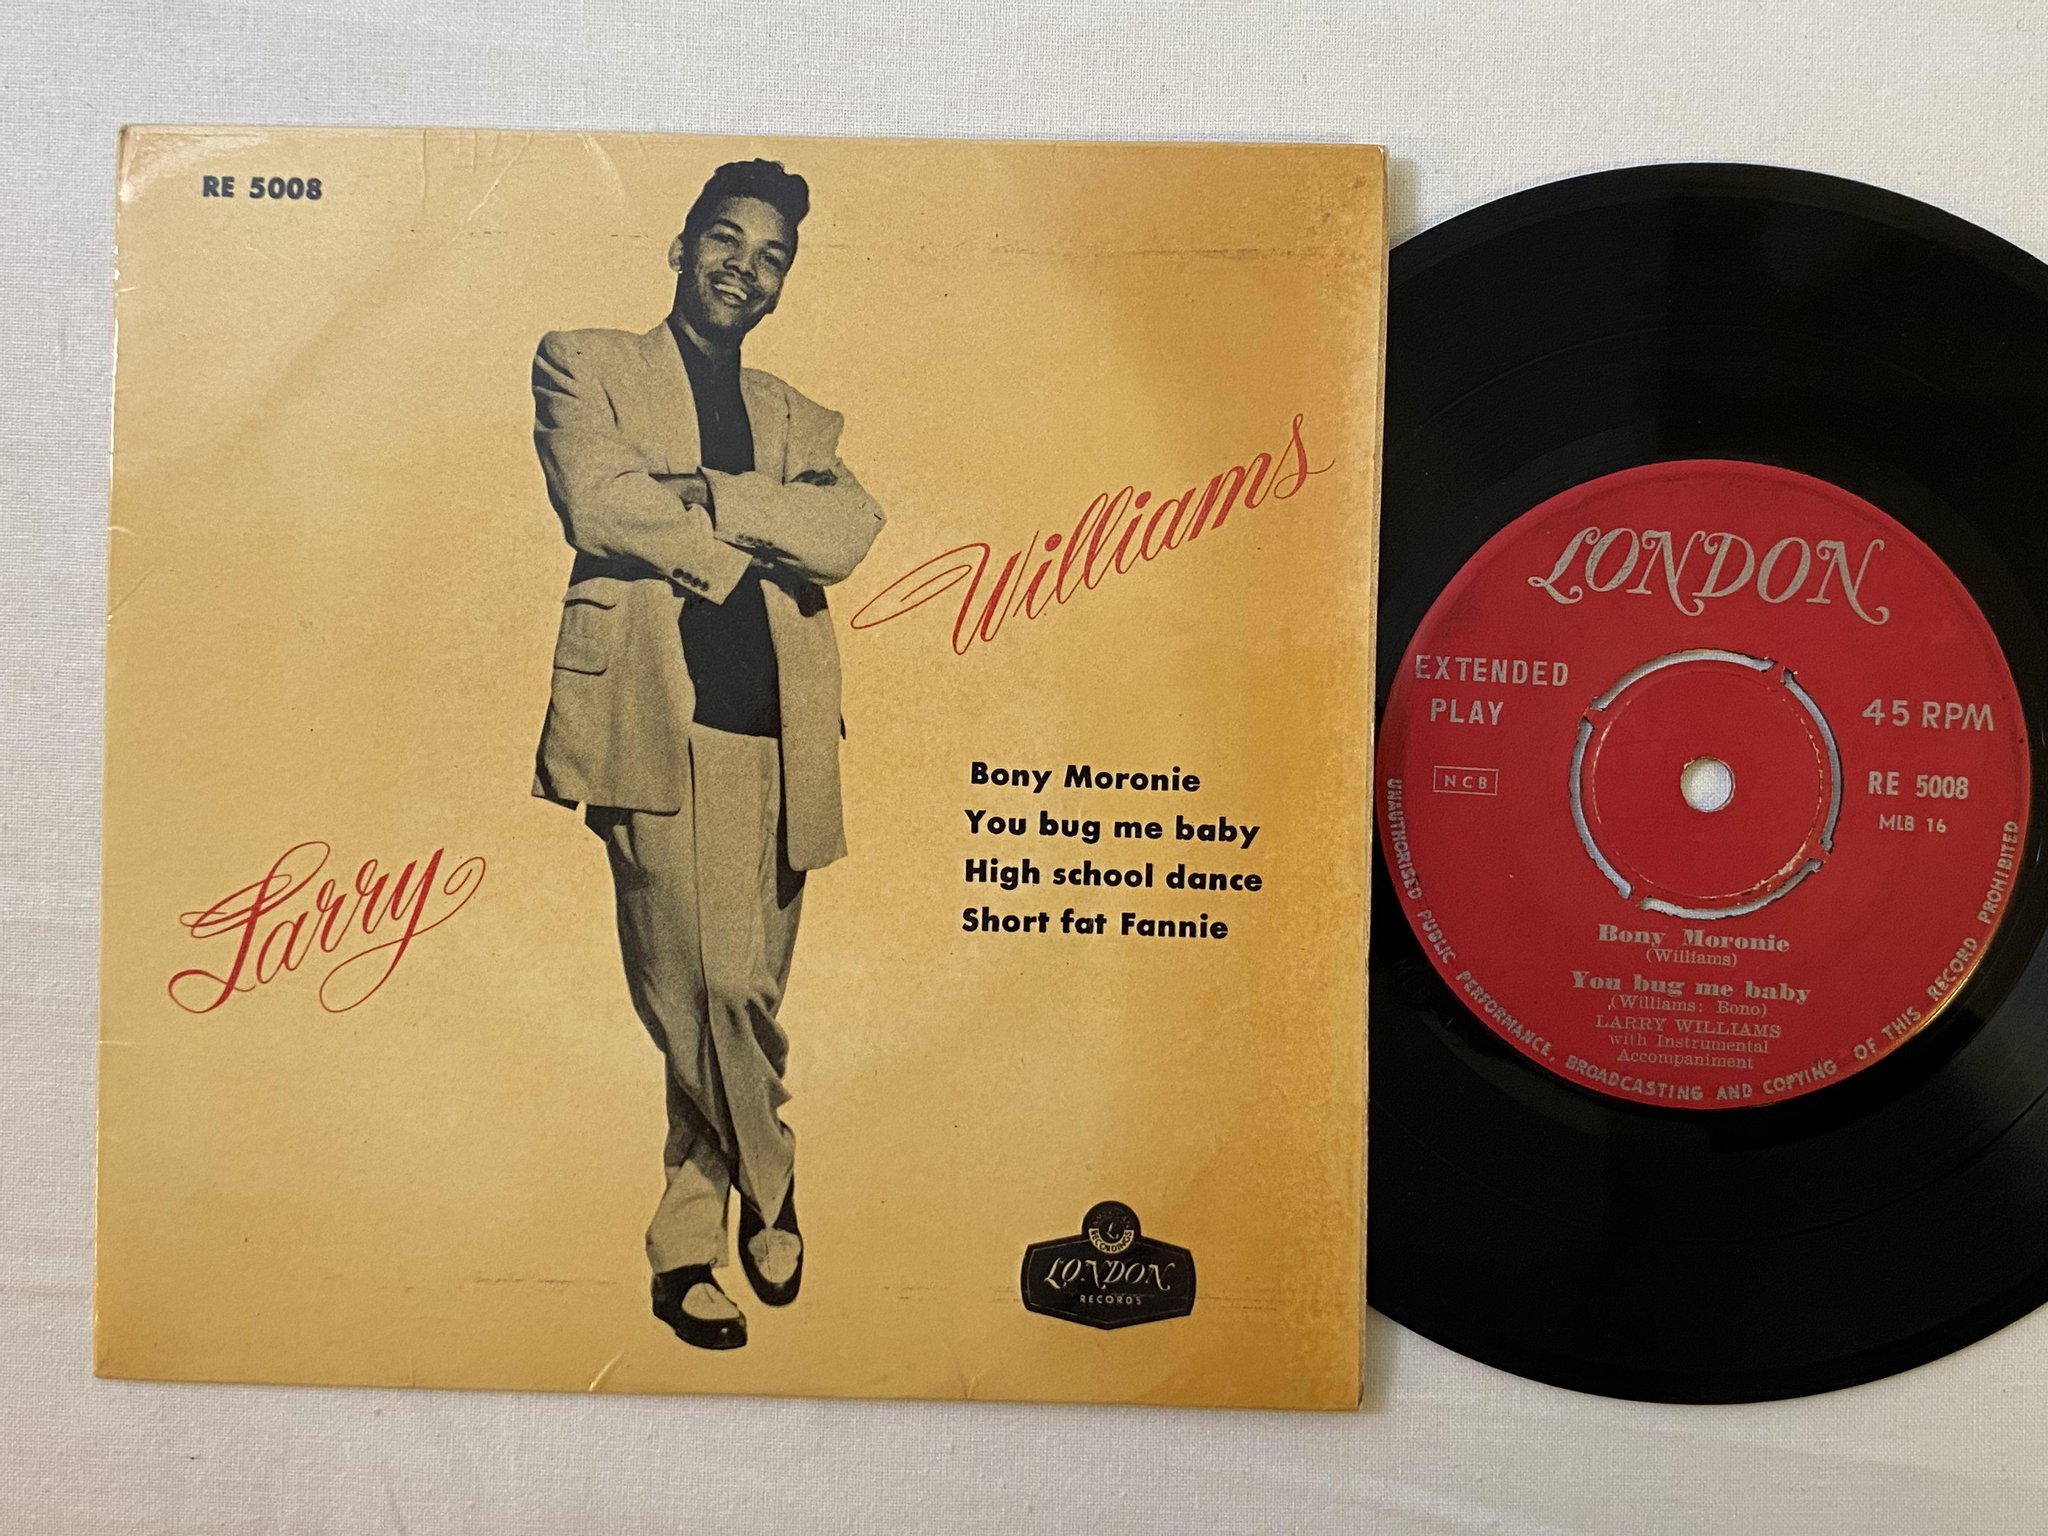 RE 5008
Larry
Williams
Bony Moronie
You bug me baby
High school dance
Short fat Fannie
AMERICAN
L
RECORDINGS
LONDON
RECORDS
LONDON
EXTENDED
PLAY
45 RPM
NCB
RE 5008
MLB 16
Bony Moronie
(Williams)
You bug me baby
(Williams: Bono)
LARRY WILLIAMS
with Instrumental
Accompaniment
UNAUTHORISED PUBLIC PERFORMANCE, BROADCASTING AND COPYING OF THIS RECORD PROHIBITED